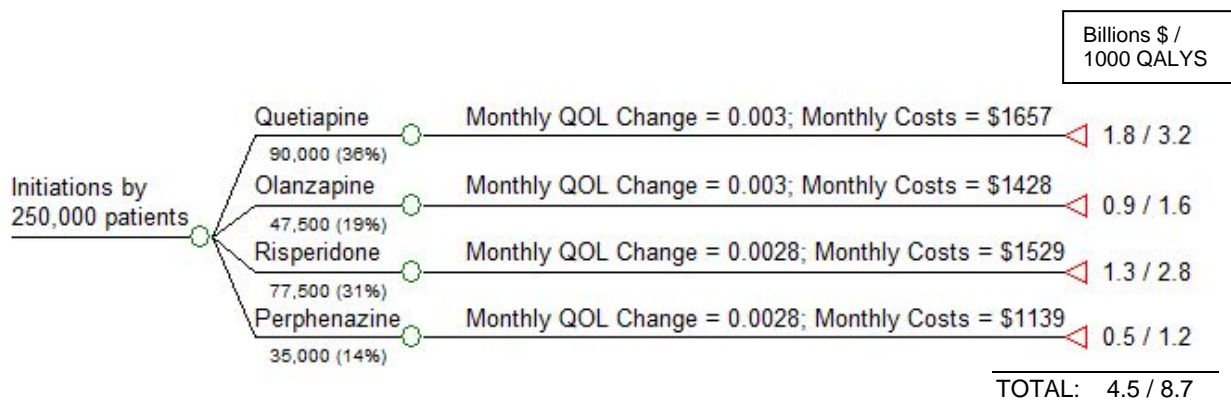 Billions $ /
1000 QALYS
Quetiapine
Monthly QOL Change = 0.003; Monthly Costs = $1657
1.8 / 3.2
90,000 (36%)
Initiations by
250,000 patients
Olanzapine
Monthly QOL Change = 0.003; Monthly Costs = $1428
0.9 / 1.6
47,500 (19%)
Risperidone
Monthly QOL Change = 0.0028; Monthly Costs = $1529
1.3 / 2.8
77,500 (31%)
Perphenazine
Monthly QOL Change = 0.0028; Monthly Costs = $1139
0.5 / 1.2
35,000 (14%)
TOTAL: 4.5 / 8.7